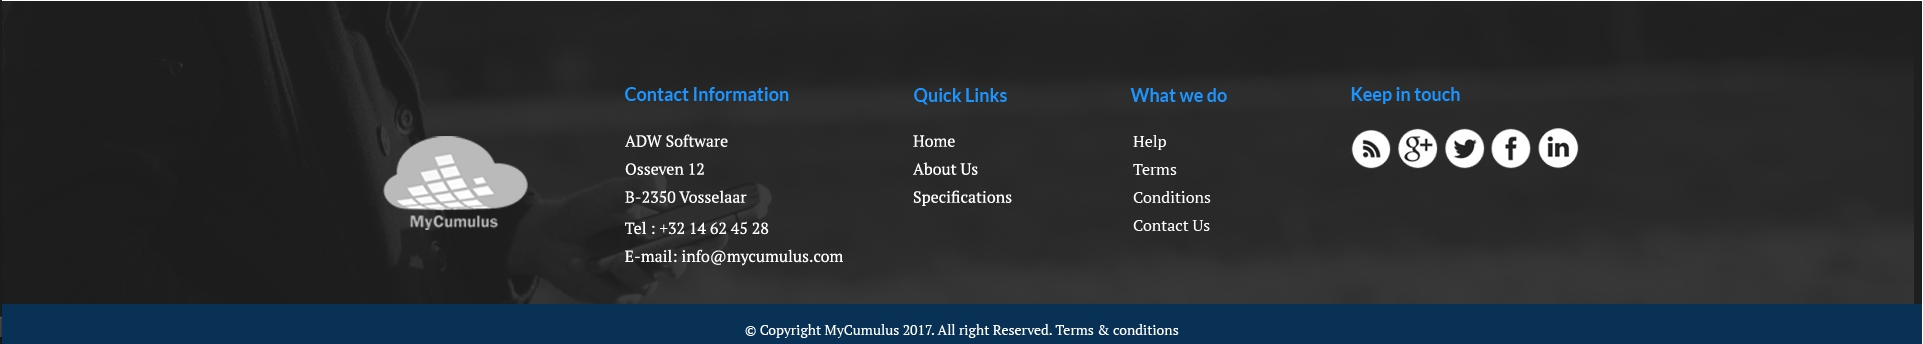 MyCumulus
Contact Information
ADW Software
Osseven 12
B-2350 Vosselaar
Tel : +32 14 62 45 28
E-mail: info@mycumulus.com
Quick Links
Home
About Us
Specifications
What we do
Help
Terms
Conditions
Contact Us
Keep in touch
g+
f
in
© Copyright MyCumulus 2017. All right Reserved. Terms & conditions